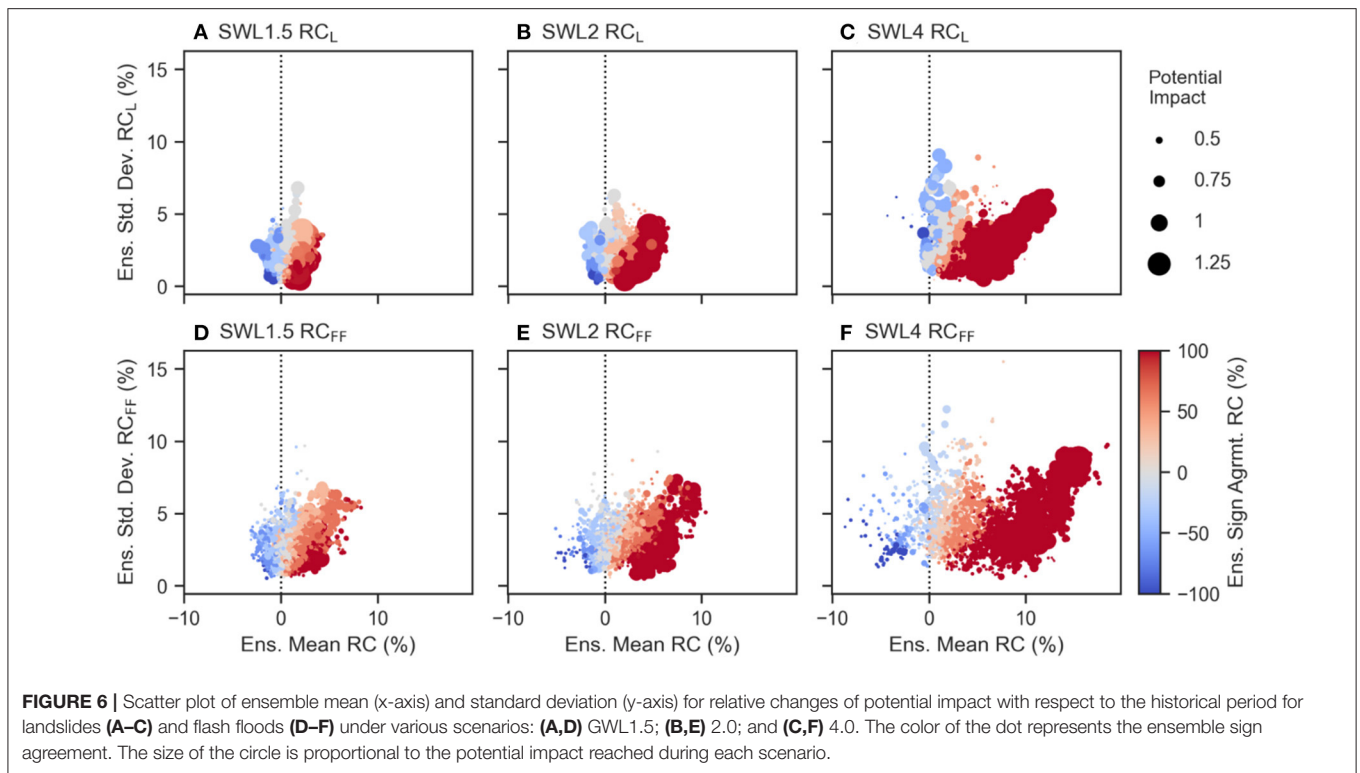 A SWL1.5 RCL
B SWL2 RCL
C SWL4 RCL
Ens. Std. Dev. RCL (%)
15
10
5
0
Potential
Impact
0.5
0.75
1
1.25
D SWL1.5 RCFF
E SWL2 RCFF
F SWL4 RCFF
Ens. Std. Dev. RCFF (%)
15
10
5
0
−10 0 10
−10 0 10
−10 0 10
Ens. Mean RC (%)
Ens. Mean RC (%)
Ens. Mean RC (%)
100
50
0
−50
−100
Ens. Sign Agrmt. RC (%)
FIGURE 6 | Scatter plot of ensemble mean (x-axis) and standard deviation (y-axis) for relative changes of potential impact with respect to the historical period for
landslides (A–C) and flash floods (D–F) under various scenarios: (A,D) GWL1.5; (B,E) 2.0; and (C,F) 4.0. The color of the dot represents the ensemble sign
agreement. The size of the circle is proportional to the potential impact reached during each scenario.